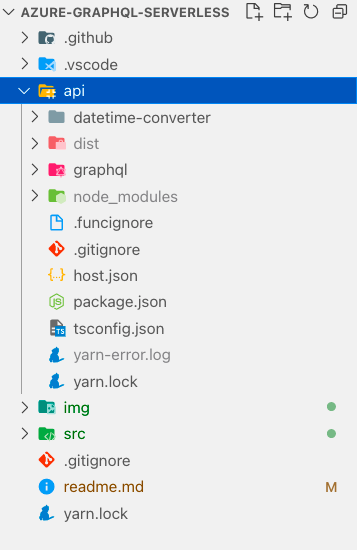 AZURE-GRAPHQL-SERVERLESS
.github
.vscode
api
datetime-converter
dist
graphql
node_modules
.funcignore
.gitignore
host.json
package.json
tsconfig.json
yarn-error.log
yarn.lock
img
src
.gitignore
readme.md M
yarn.lock